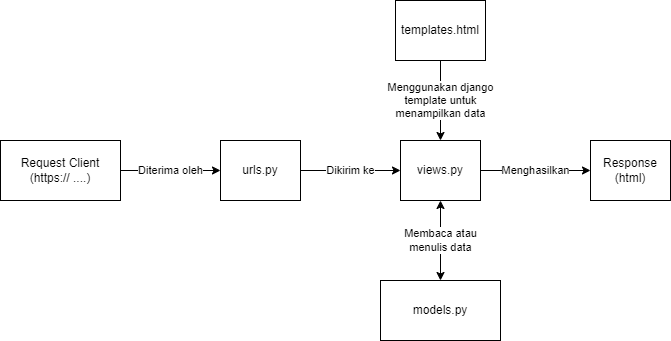 templates.html
Menggunakan django
template untuk
menampilkan data
Request Client
(https:// ....)
Diterima oleh
urls.py
Dikirim ke
views.py
Menghasilkan
Response
(html)
Membaca atau
menulis data
models.py